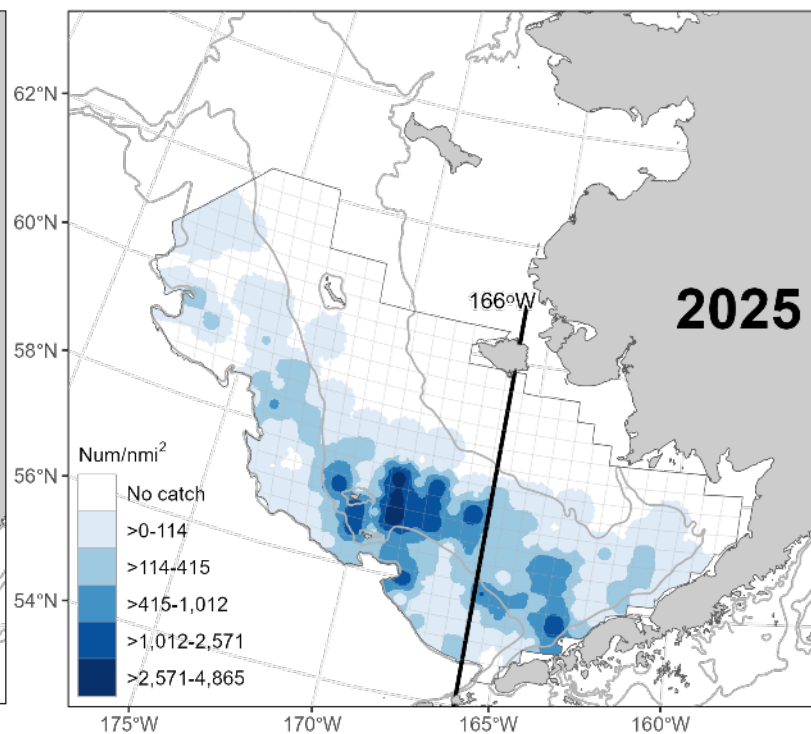 62°N
60°N
58°N
56°N
54°N
166°W
2025
Num/nmi²
No catch
>0-114
>114-415
>415-1,012
>1,012-2,571
>2,571-4,865
175°W
170°W
165°W
160°W